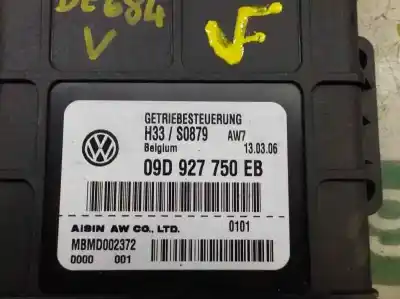 DE684
V
VF
GETRIEBESTEUERUNG
H33 / S0879 AW7
Belgium 13.03.06
09D 927 750 EB
AISIN AW CO., LTD. 0101
MBMD002372
0000 001